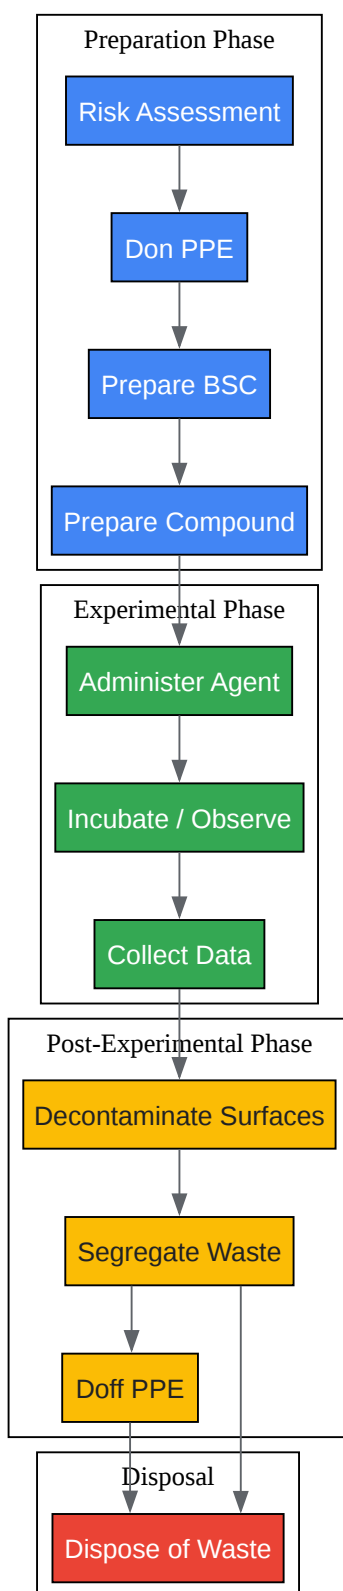 Preparation Phase
Risk Assessment
Don PPE
Prepare BSC
Prepare Compound
Experimental Phase
Administer Agent
Incubate / Observe
Collect Data
Post-Experimental Phase
Decontaminate Surfaces
Segregate Waste
Doff PPE
Disposal
Dispose of Waste